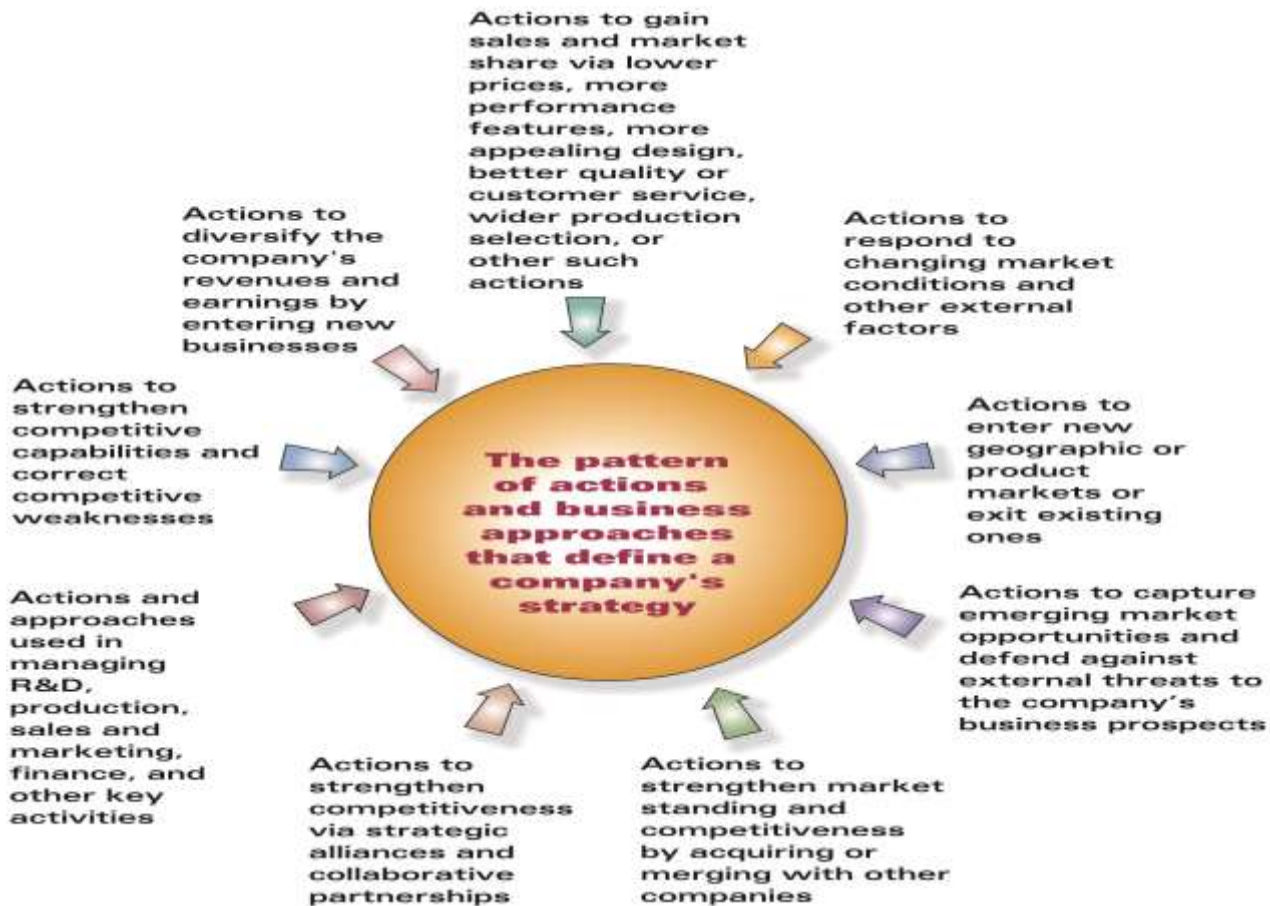 Actions to gain
sales and market
share via lower
prices, more
performance
features, more
appealing design,
better quality or
customer service,
wider production
selection, or
other such
actions
Actions to
respond to
changing market
conditions and
other external
factors
Actions to
enter new
geographic or
product
markets or
exit existing
ones
Actions to capture
emerging market
opportunities and
defend against
external threats to
the company's
business prospects
Actions to
strengthen market
standing and
competitiveness
by acquiring or
merging with other
companies
Actions to
strengthen
competitiveness
via strategic
alliances and
collaborative
partnerships
Actions and
approaches
used in
managing
R&D,
production,
sales and
marketing,
finance, and
other key
activities
Actions to
strengthen
competitive
capabilities and
correct
competitive
weaknesses
Actions to
diversify the
company's
revenues and
earnings by
entering new
businesses
The pattern
of actions
and business
approaches
that define a
company's
strategy